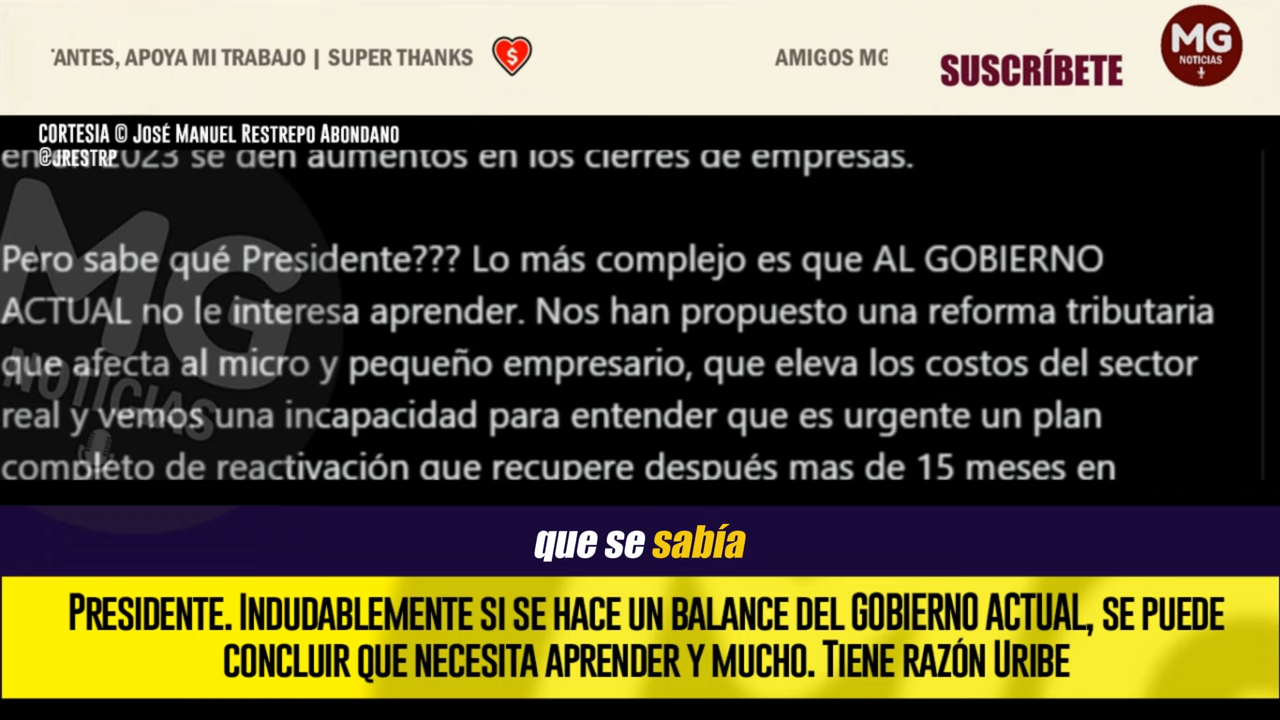 TANTES, APOYA MI TRABAJO | SUPER THANKS
AMIGOS MG
SUSCRÍBETE
MG
NOTICIAS
CORTESIA © JOSÉ MANUEL RESTREPO ABONDANO
@JRESTRP
en 2023 se den aumentos en los cierres de empresas.
Pero sabe qué Presidente??? Lo más complejo es que AL GOBIERNO
ACTUAL no le interesa aprender. Nos han propuesto una reforma tributaria
que afecta al micro y pequeño empresario, que eleva los costos del sector
real y vemos una incapacidad para entender que es urgente un plan
completo de reactivación que recupere después mas de 15 meses en
MG
NOTICIAS
que se sabía
PRESIDENTE. INDUDABLEMENTE SI SE HACE UN BALANCE DEL GOBIERNO ACTUAL, SE PUEDE
CONCLUIR QUE NECESITA APRENDER Y MUCHO. TIENE RAZÓN URIBE